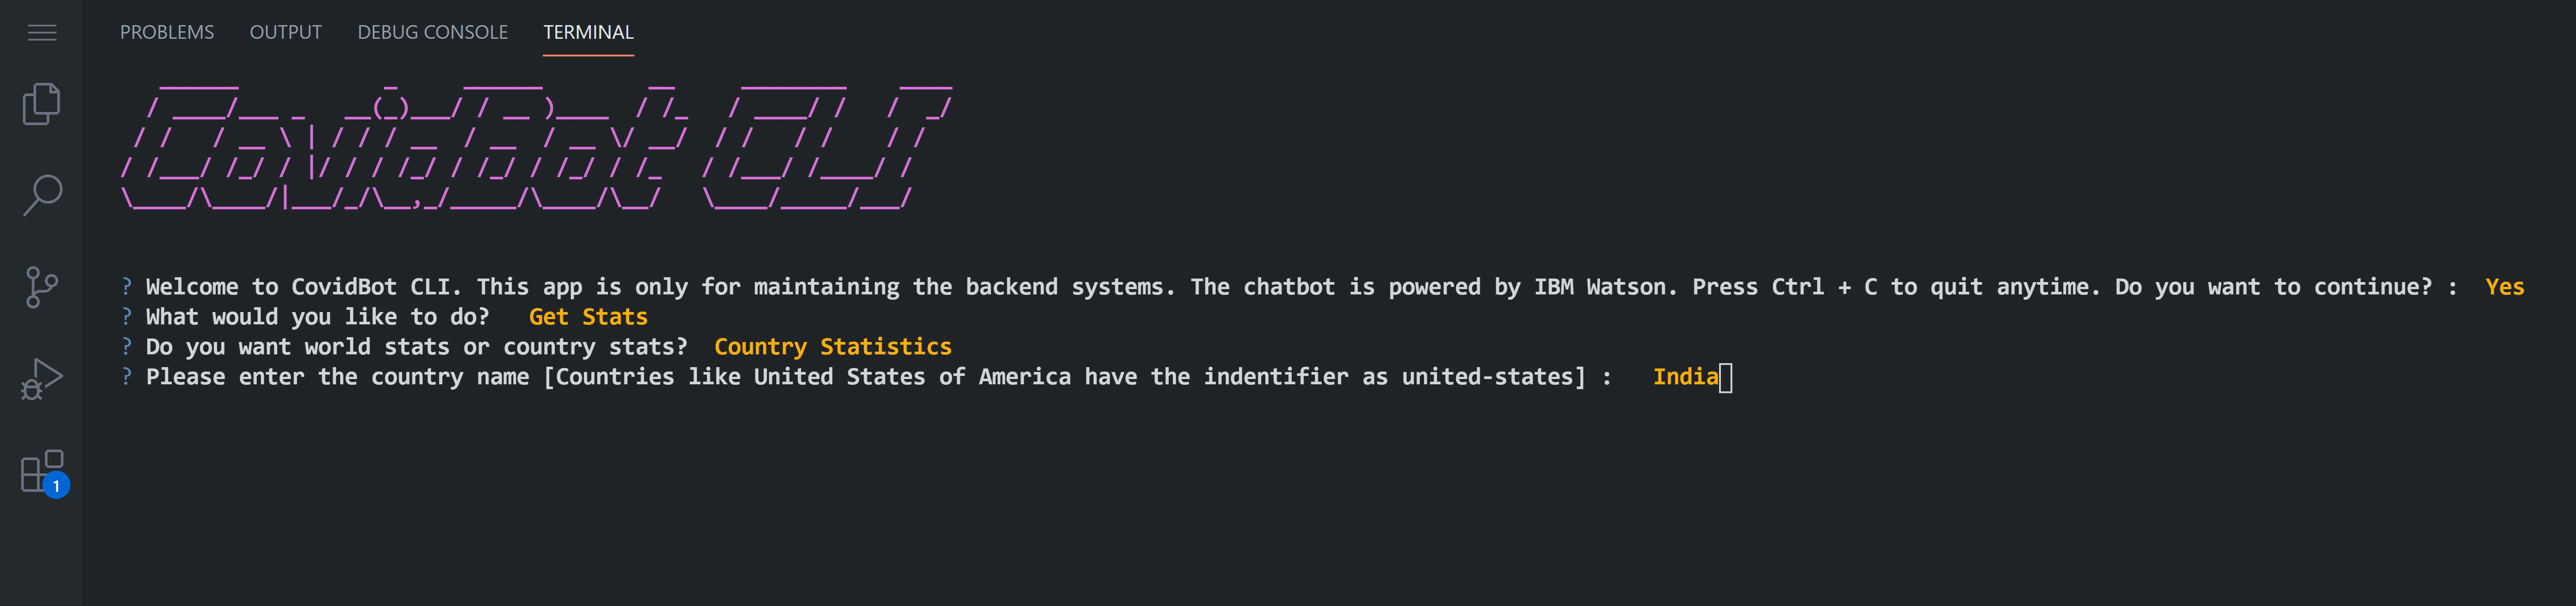 PROBLEMS OUTPUT DEBUG CONSOLE TERMINAL
CovidBot CLI
? Welcome to CovidBot CLI. This app is only for maintaining the backend systems. The chatbot is powered by IBM Watson. Press Ctrl + C to quit anytime. Do you want to continue? : Yes
? What would you like to do? Get Stats
? Do you want world stats or country stats? Country Statistics
? Please enter the country name [Countries like United States of America have the indentifier as united-states] : India
1